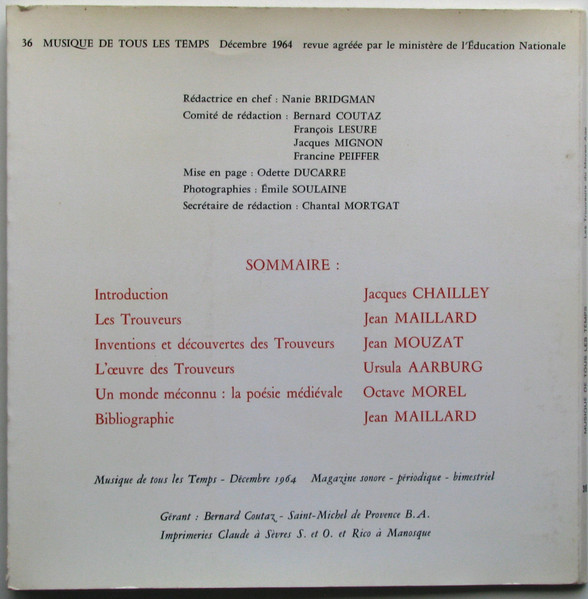 36 MUSIQUE DE TOUS LES TEMPS Décembre 1964 revue agréée par le ministère de l'Éducation Nationale
Rédactrice en chef : Nanie BRIDGMAN
Comité de rédaction : Bernard COUTAZ
François LESURE
Jacques MIGNON
Francine PEIFFER
Mise en page : Odette DUCARRE
Photographies : Émile SOULAINE
Secrétaire de rédaction : Chantal MORTGAT
SOMMAIRE :
Introduction Jacques CHAILLEY
Les Trouveurs Jean MAILLARD
Inventions et découvertes des Trouveurs Jean MOUZAT
L'œuvre des Trouveurs Ursula AARBURG
Un monde méconnu : la poésie médiévale Octave MOREL
Bibliographie Jean MAILLARD
Musique de tous les Temps - Décembre 1964 Magazine sonore - périodique - bimestriel
Gérant : Bernard Coutaz - Saint-Michel de Provence B.A.
Imprimeries Claude à Sèvres S. et O. et Rico à Manosque